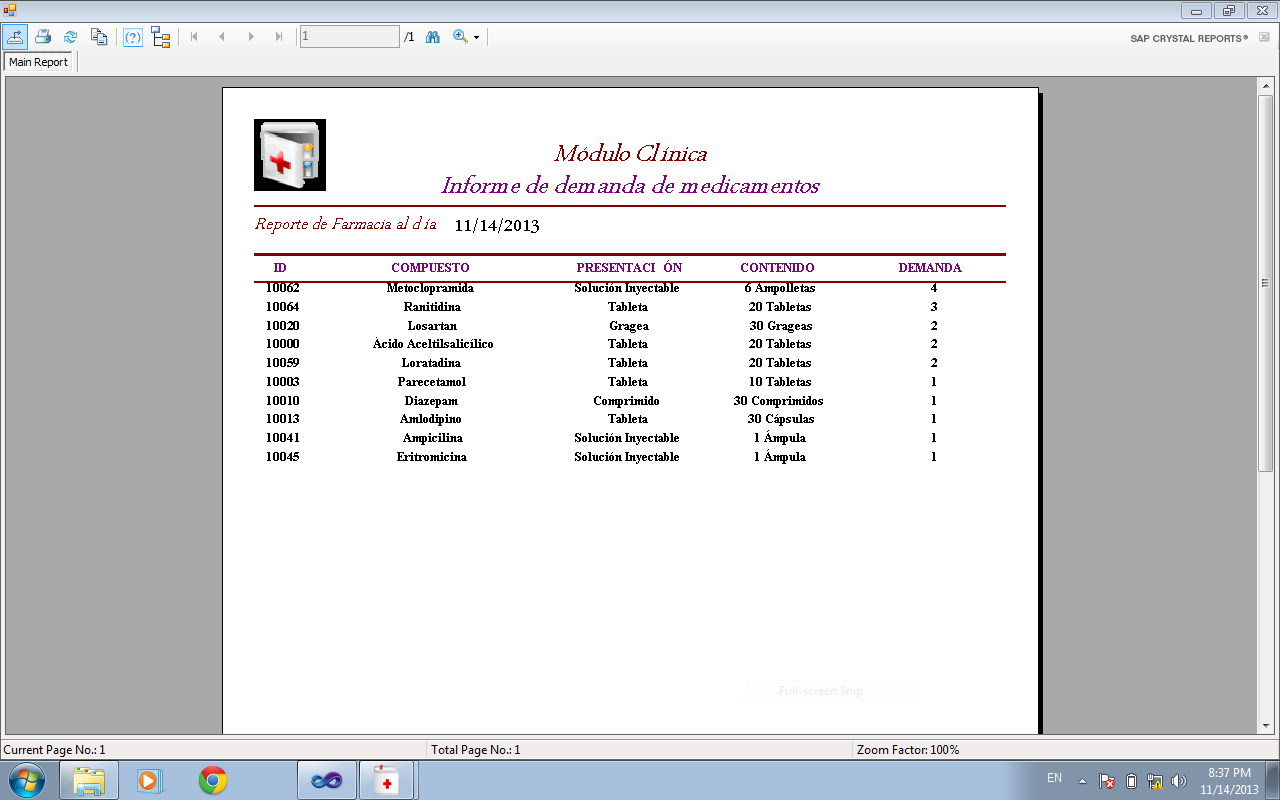 1 /1
SAP CRYSTAL REPORTS®
Main Report
Módulo Clínica
Informe de demanda de medicamentos
Reporte de Farmacia al día 11/14/2013
ID COMPUESTO PRESENTACI ÓN CONTENIDO DEMANDA
10062 Metoclopramida Solución Inyectable 6 Ampolletas 4
10064 Ranitidina Tableta 20 Tabletas 3
10020 Losartan Gragea 30 Grageas 2
10000 Ácido Aceltilsalicílico Tableta 20 Tabletas 2
10059 Loratadina Tableta 20 Tabletas 2
10003 Parecetamol Tableta 10 Tabletas 1
10010 Diazepam Comprimido 30 Comprimidos 1
10013 Amlodipino Tableta 30 Cápsulas 1
10041 Ampicilina Solución Inyectable 1 Ámpula 1
10045 Eritromicina Solución Inyectable 1 Ámpula 1
Full-screen Snip
Current Page No.: 1 Total Page No.: 1 Zoom Factor: 100%
EN 8:37 PM
11/14/2013